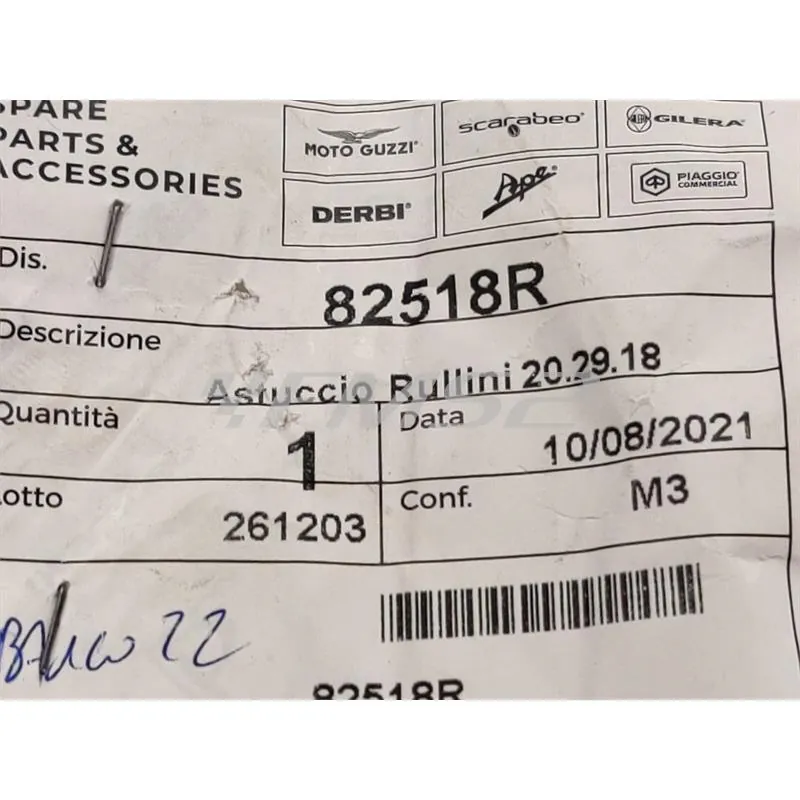 SPARE
PARTS &
ACCESSORIES
MOTO GUZZI
scarabeo
GILERA
DERBI
Ape
PIAGGIO
COMMERCIAL
Dis.
82518R
Descrizione
Astuccio Rullini 20.29.18
Quantità
1
Data
10/08/2021
Lotto
261203
Conf.
M3
22
82518R